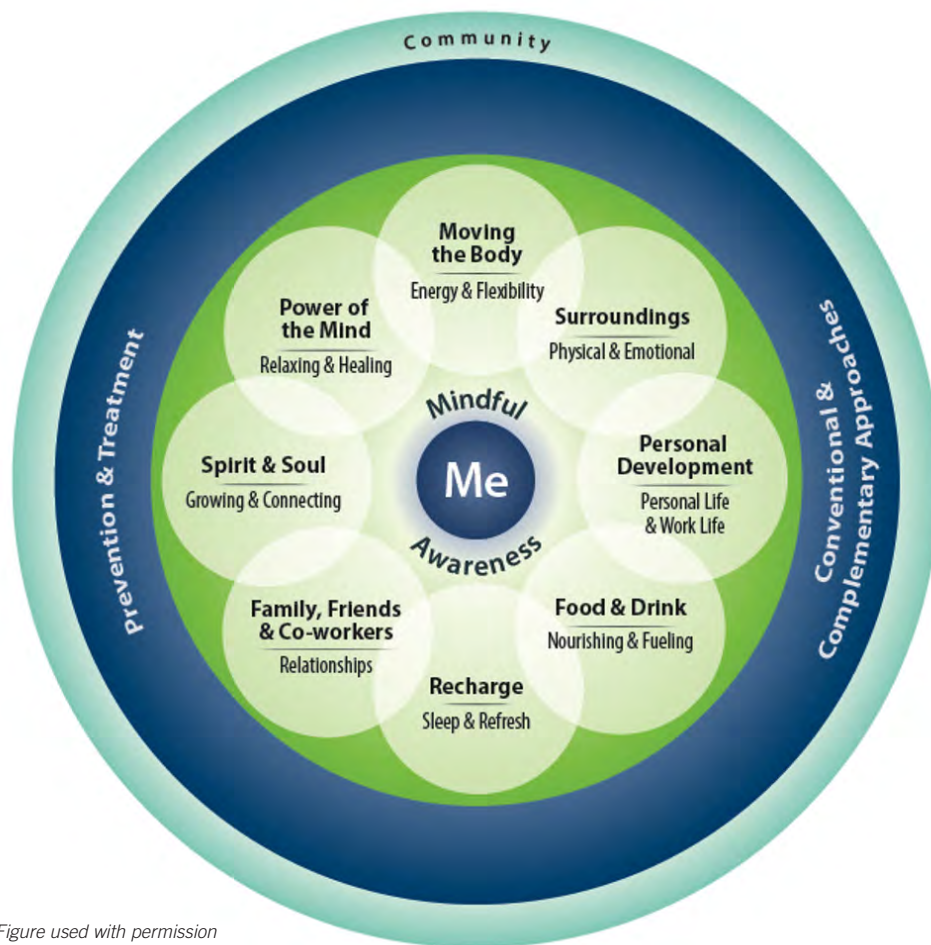 Community
Prevention & Treatment
Conventional &
Complementary Approaches
Moving
the Body
Energy & Flexibility
Surroundings
Physical & Emotional
Personal
Development
Personal Life
& Work Life
Food & Drink
Nourishing & Fueling
Recharge
Sleep & Refresh
Family, Friends
& Co-workers
Relationships
Spirit & Soul
Growing & Connecting
Power of
the Mind
Relaxing & Healing
Mindful
Me
Awareness
Figure used with permission